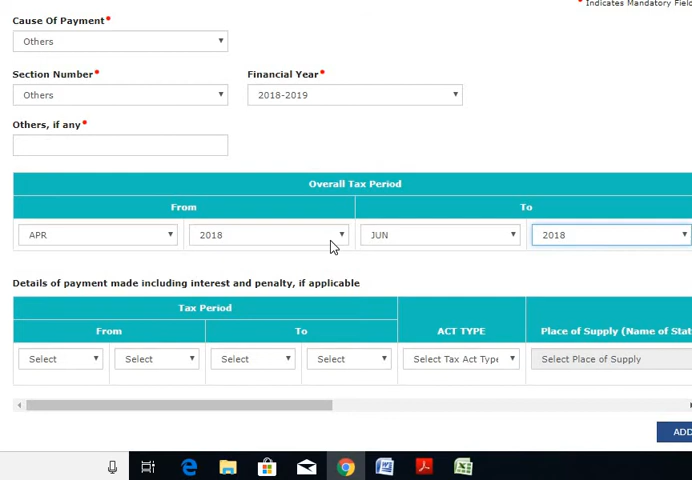 * Indicates Mandatory Field
Cause Of Payment*
Others
Section Number* Financial Year*
Others 2018-2019
Others, if any*
Overall Tax Period
From To
APR 2018 JUN 2018
Details of payment made including interest and penalty, if applicable
Tax Period
From To ACT TYPE Place of Supply (Name of Stat
Select Select Select Select Select Tax Act Type Select Place of Supply
ADD